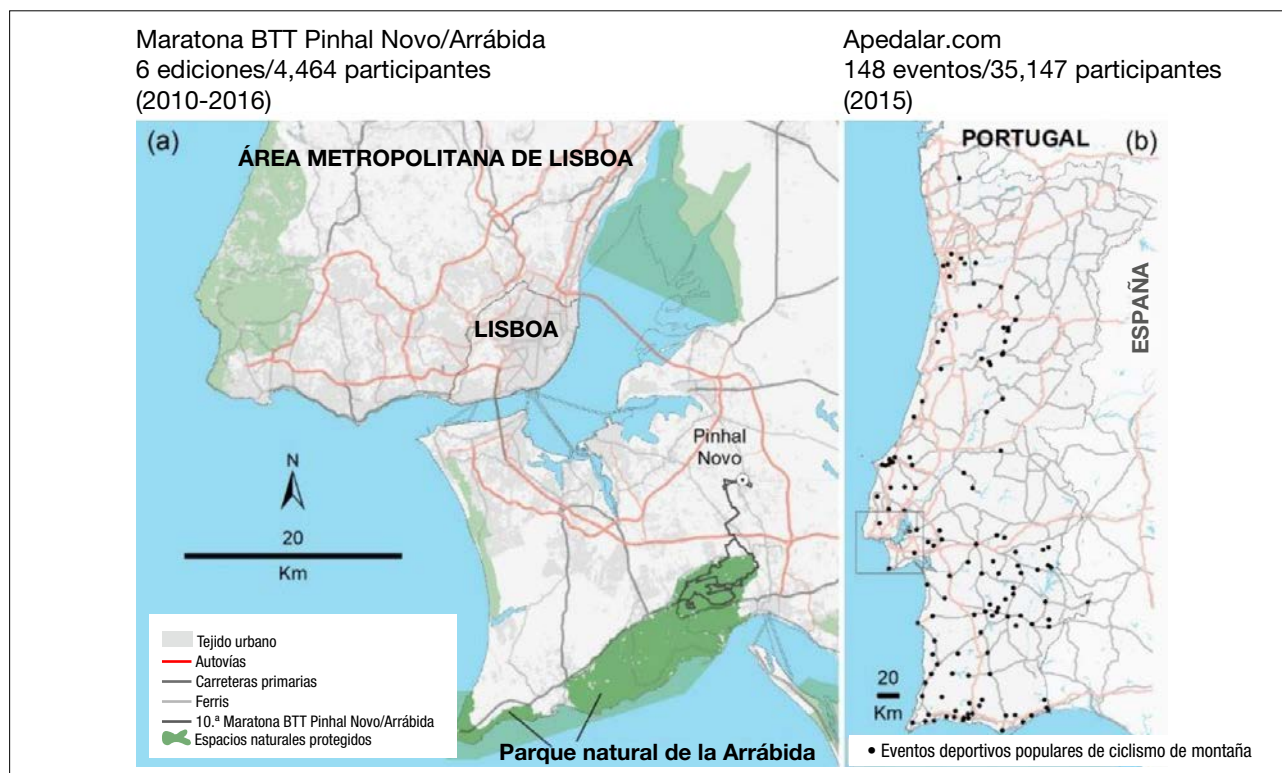 Maratona BTT Pinhal Novo/Arrábida
6 ediciones/4,464 participantes
(2010-2016)
Apedalar.com
148 eventos/35,147 participantes
(2015)
(a)
ÁREA METROPOLITANA DE LISBOA
LISBOA
Pinhal
Novo
N
20
Km
Tejido urbano
Autovías
Carreteras primarias
Ferris
10.ª Maratona BTT Pinhal Novo/Arrábida
Espacios naturales protegidos
Parque natural de la Arrábida
PORTUGAL
(b)
ESPAÑA
20
Km
• Eventos deportivos populares de ciclismo de montaña